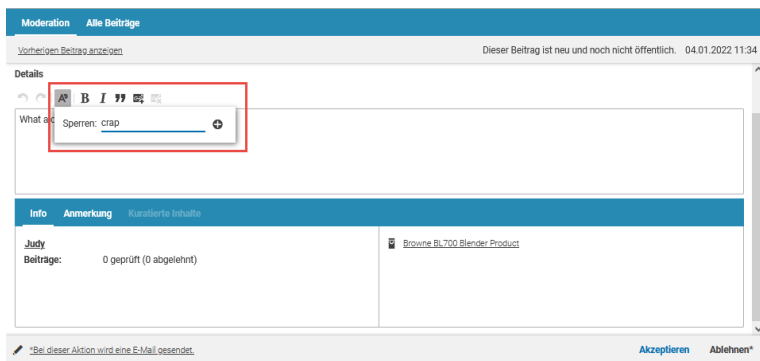 Moderation Alle Beiträge
Vorherigen Beitrag anzeigen Dieser Beitrag ist neu und noch nicht öffentlich. 04.01.2022 11:34
Details
B I
What a
Sperren: crap
Info Anmerkung Kuratierte Inhalte
Judy Browne BL700 Blender Product
Beiträge: 0 geprüft (0 abgelehnt)
*Bei dieser Aktion wird eine E-Mail gesendet. Akzeptieren Ablehnen*